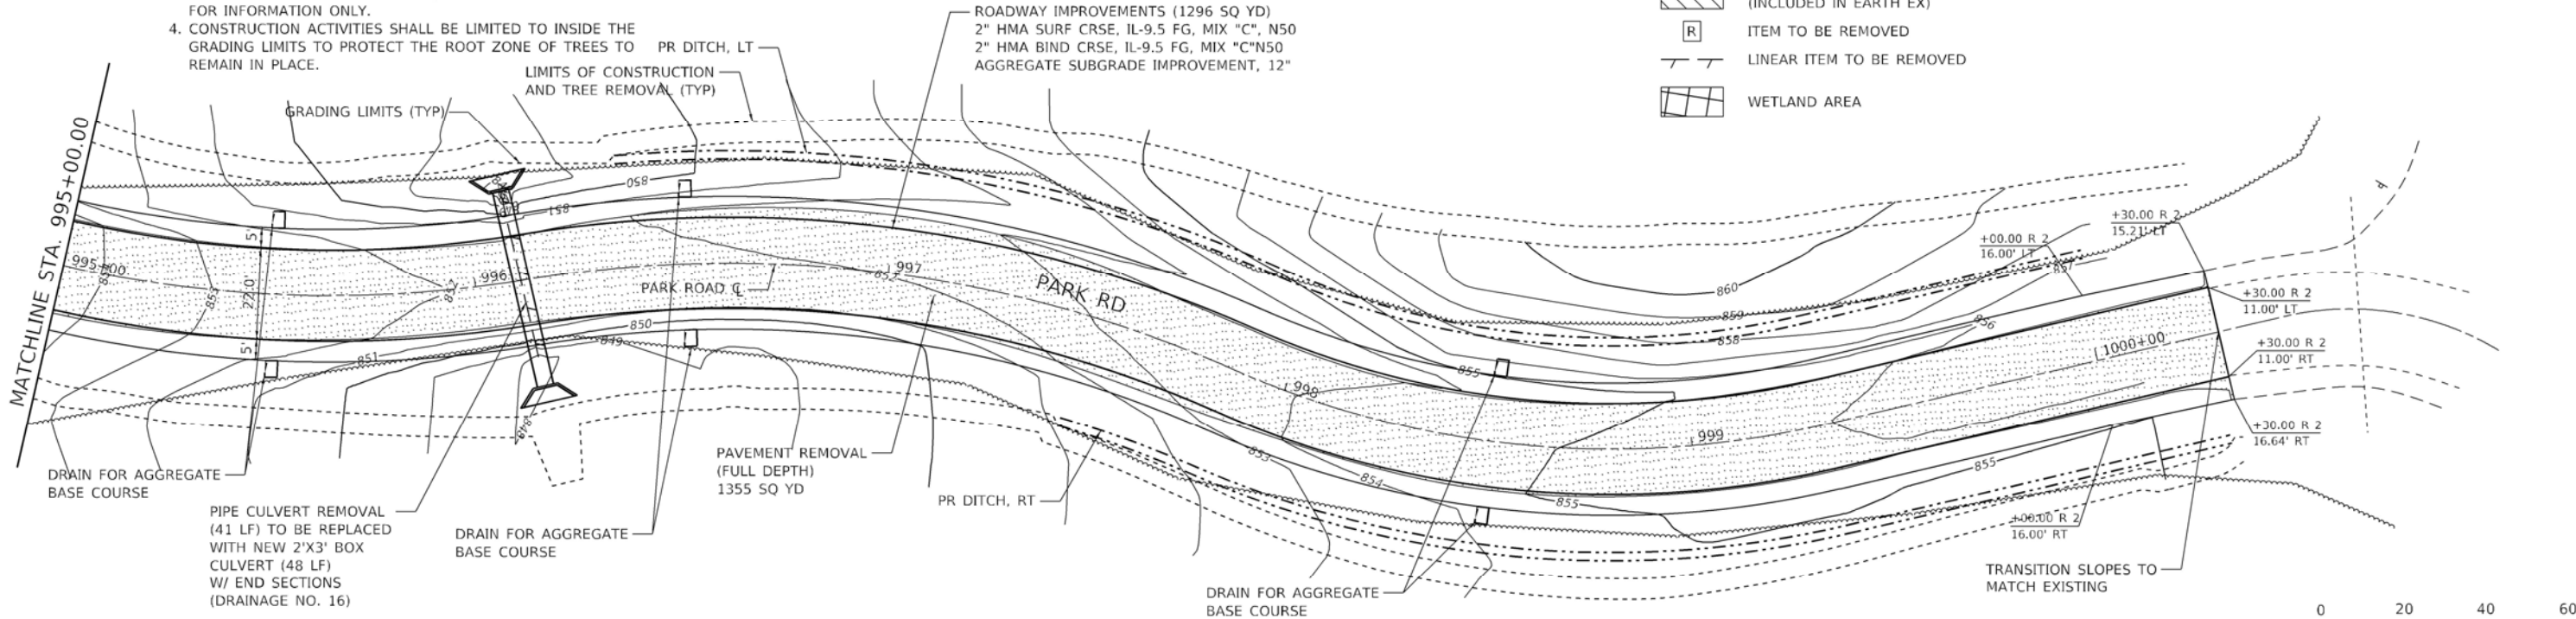 FOR INFORMATION ONLY.
4. CONSTRUCTION ACTIVITIES SHALL BE LIMITED TO INSIDE THE
GRADING LIMITS TO PROTECT THE ROOT ZONE OF TREES TO
REMAIN IN PLACE.
PR DITCH, LT
LIMITS OF CONSTRUCTION
AND TREE REMOVAL (TYP)
GRADING LIMITS (TYP)
ROADWAY IMPROVEMENTS (1296 SQ YD)
2" HMA SURF CRSE, IL-9.5 FG, MIX "C", N50
2" HMA BIND CRSE, IL-9.5 FG, MIX "C"N50
AGGREGATE SUBGRADE IMPROVEMENT, 12"
(INCLUDED IN EARTH EX)
R
ITEM TO BE REMOVED
LINEAR ITEM TO BE REMOVED
WETLAND AREA
MATCHLINE STA. 995+00.00
995+00
853
852
5'
22.0'
5'
851
850
849
850
851
996
PARK ROAD ℄
997
PARK RD
998
999
1000+00
853
854
855
855
855
856
857
858
859
860
+00.00 R 2
16.00' LT
+30.00 R 2
15.21' LT
+30.00 R 2
11.00' LT
+30.00 R 2
11.00' RT
+30.00 R 2
16.64' RT
+00.00 R 2
16.00' RT
DRAIN FOR AGGREGATE
BASE COURSE
PIPE CULVERT REMOVAL
(41 LF) TO BE REPLACED
WITH NEW 2'X3' BOX
CULVERT (48 LF)
W/ END SECTIONS
(DRAINAGE NO. 16)
DRAIN FOR AGGREGATE
BASE COURSE
PAVEMENT REMOVAL
(FULL DEPTH)
1355 SQ YD
PR DITCH, RT
DRAIN FOR AGGREGATE
BASE COURSE
TRANSITION SLOPES TO
MATCH EXISTING
0 20 40 60